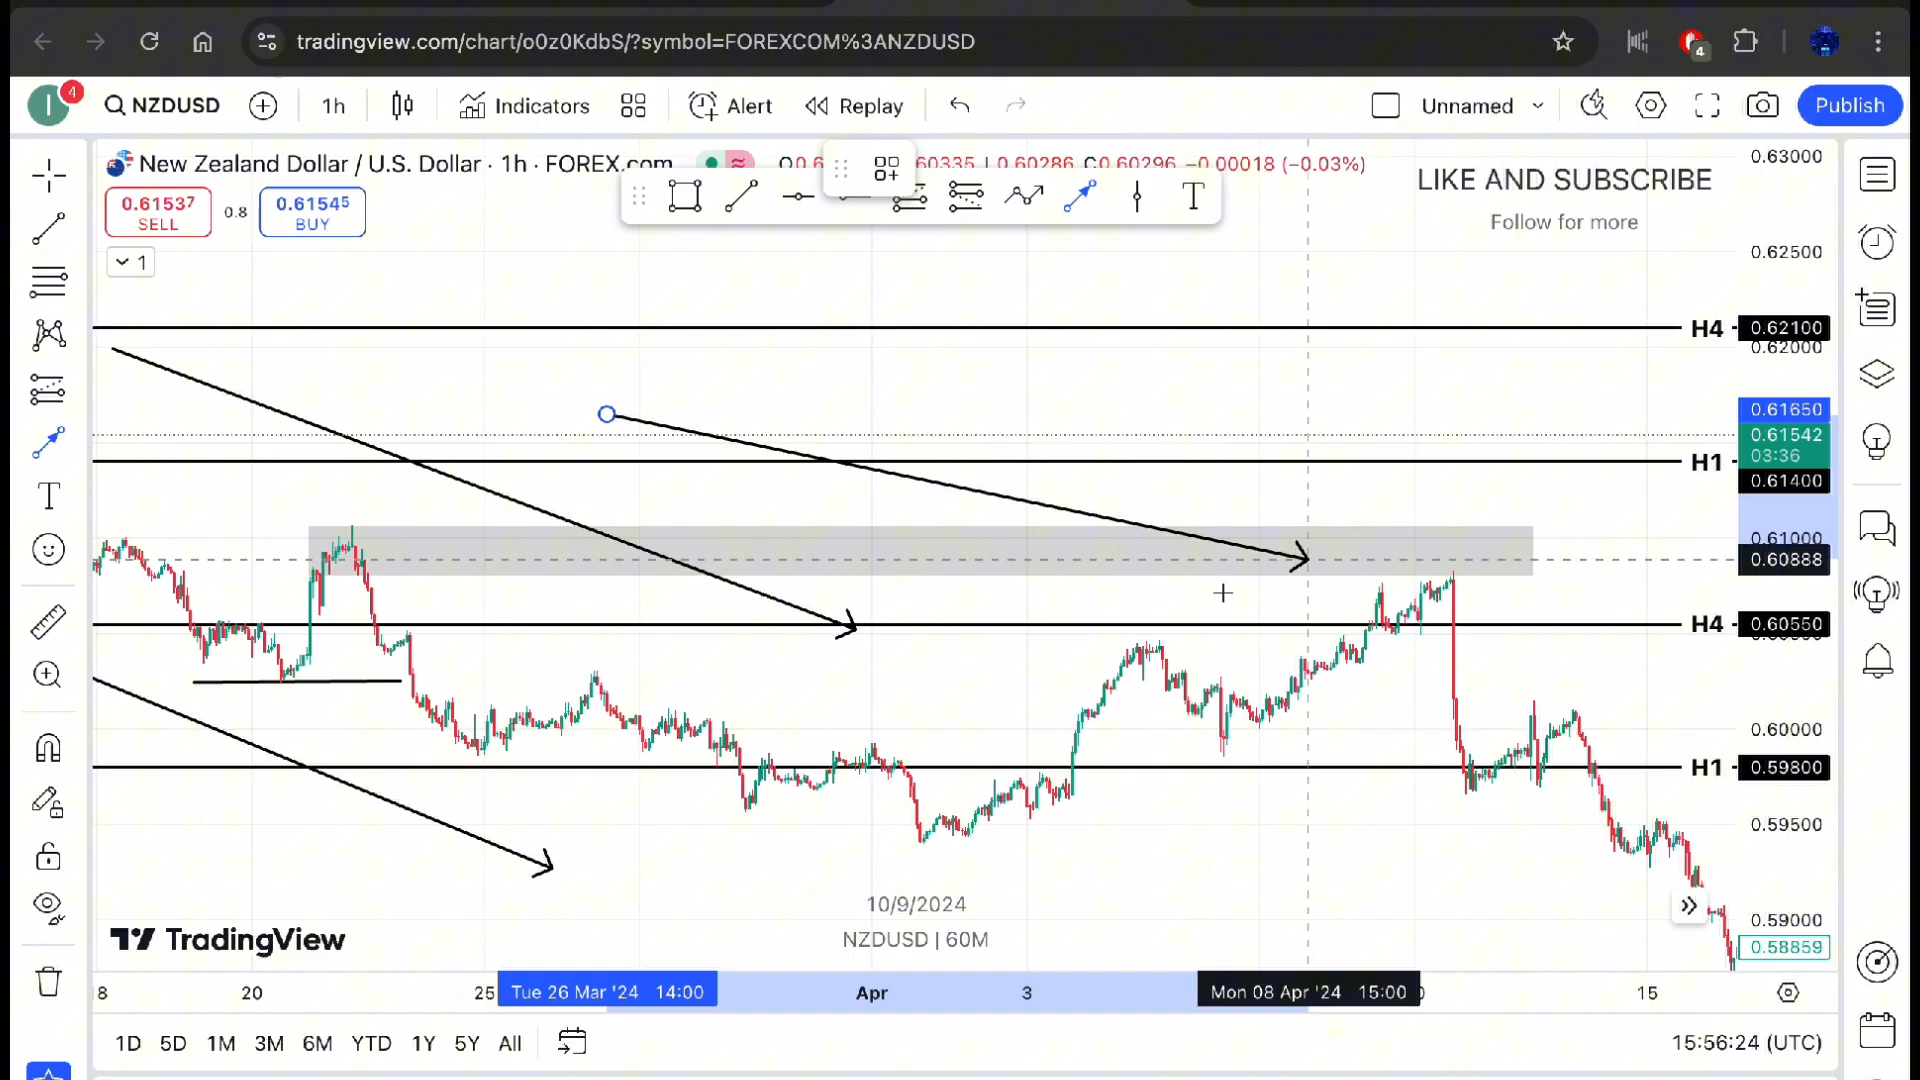 tradingview.com/chart/o0z0KdbS/?symbol=FOREXCOM%3ANZDUSD
4
I
4
NZDUSD
1h
Indicators
Alert
Replay
Unnamed
Publish
New Zealand Dollar / U.S. Dollar · 1h · FOREX.com
0.60286 C0.60296 −0.00018 (−0.03%)
0.61537
SELL
0.8
0.61545
BUY
1
T
LIKE AND SUBSCRIBE
Follow for more
0.63000
0.62500
H4
0.62100
0.62000
0.61650
0.61542
03:36
H1
0.61400
0.61000
0.60888
H4
0.60550
0.60000
H1
0.59800
0.59500
0.59000
0.58859
10/9/2024
NZDUSD | 60M
TradingView
20
25
Tue 26 Mar '24 14:00
Apr
3
Mon 08 Apr '24 15:00
15
1D
5D
1M
3M
6M
YTD
1Y
5Y
All
15:56:24 (UTC)